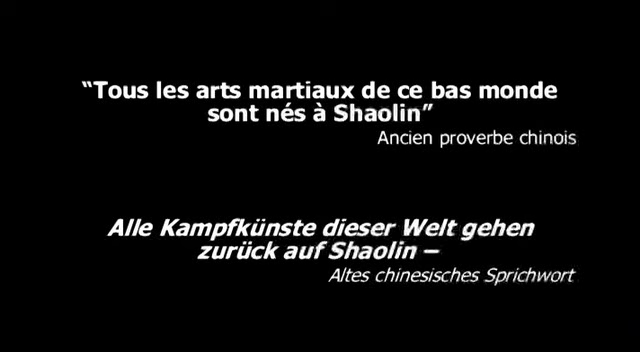 “Tous les arts martiaux de ce bas monde
sont nés à Shaolin”
Ancien proverbe chinois
Alle Kampfkünste dieser Welt gehen
zurück auf Shaolin –
Altes chinesisches Sprichwort